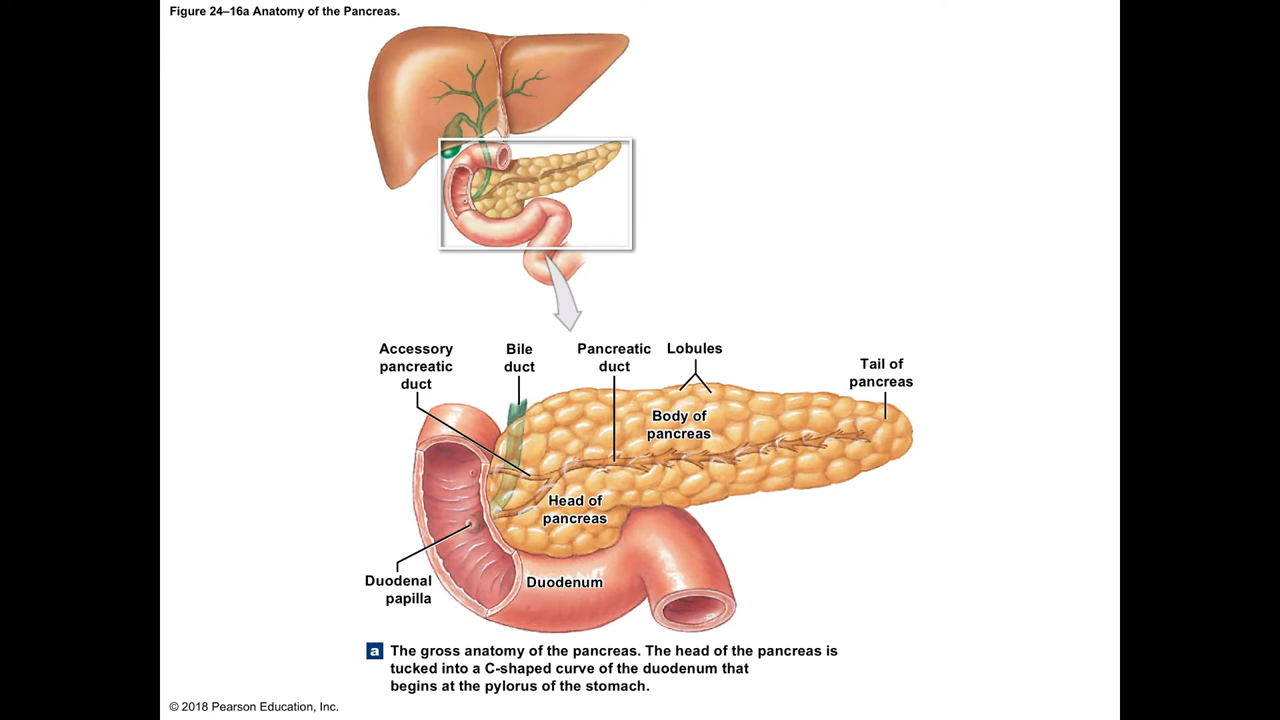 Figure 24–16a Anatomy of the Pancreas.
Accessory
pancreatic
duct
Bile
duct
Pancreatic
duct
Lobules
Tail of
pancreas
Body of
pancreas
Head of
pancreas
Duodenal
papilla
Duodenum
a The gross anatomy of the pancreas. The head of the pancreas is
tucked into a C-shaped curve of the duodenum that
begins at the pylorus of the stomach.
© 2018 Pearson Education, Inc.